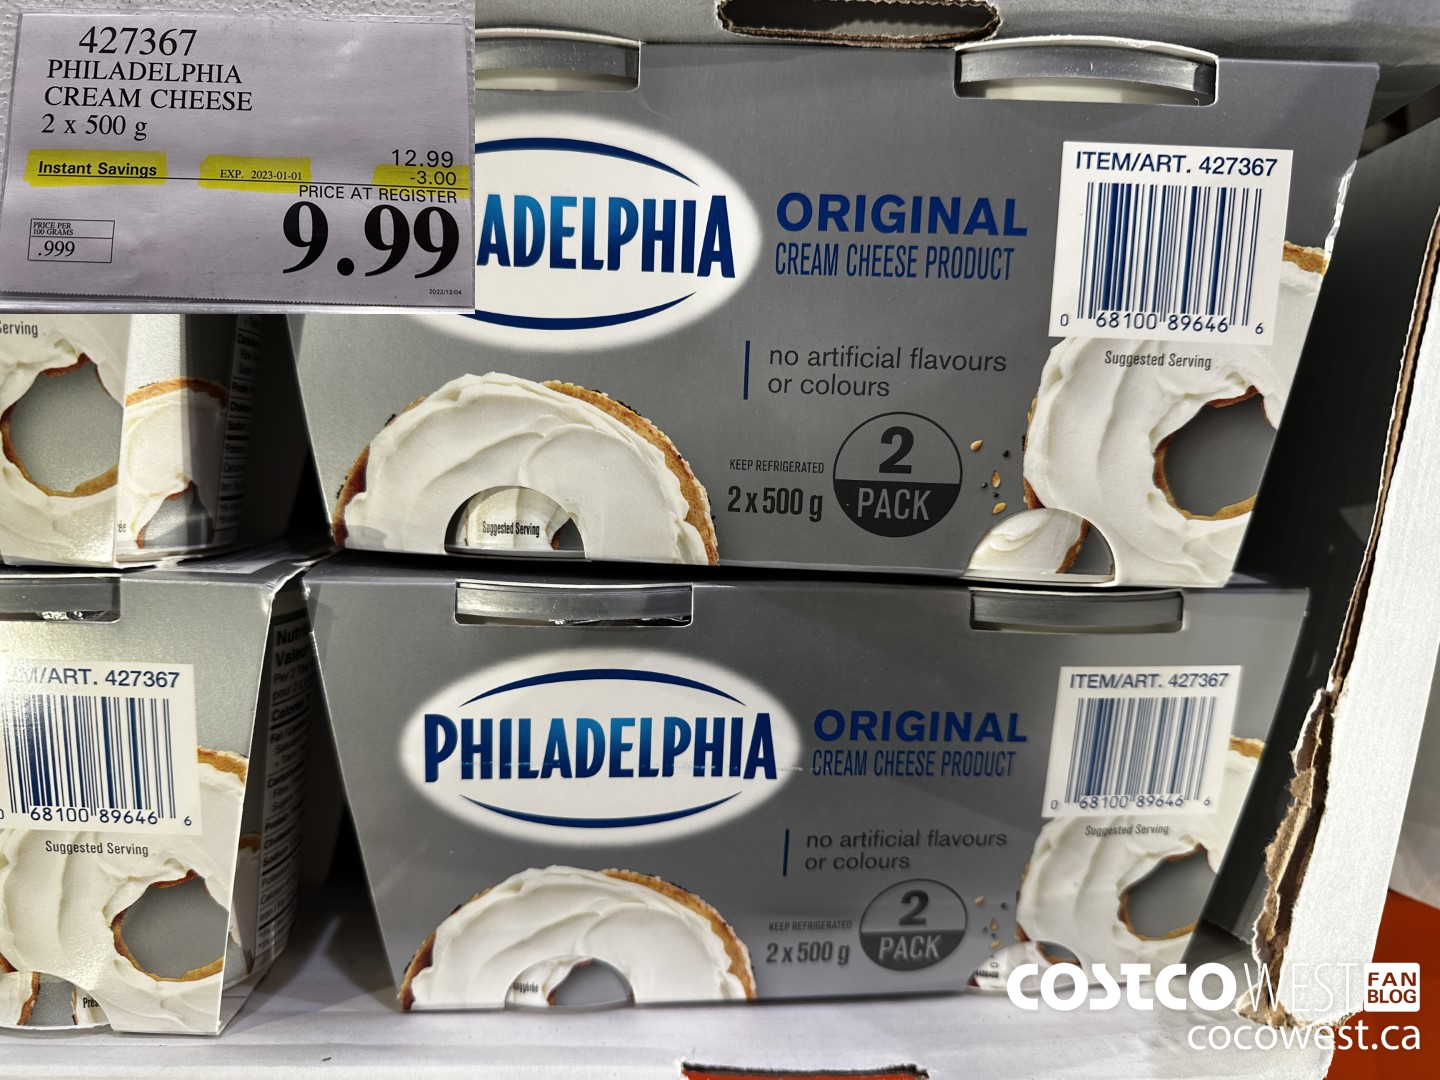 427367
PHILADELPHIA
CREAM CHEESE
2 x 500 g
12.99
Instant Savings
EXP. 2023-01-01
-3.00
PRICE AT REGISTER
9.99
PRICE PER
100 GRAMS
.999
2022/12/04
ADELPHIA
ORIGINAL
CREAM CHEESE PRODUCT
ITEM/ART. 427367
0 68100 89646 6
Suggested Serving
no artificial flavours
or colours
KEEP REFRIGERATED
2 x 500 g
2
PACK
Suggested Serving
Serving
PHILADELPHIA
ORIGINAL
CREAM CHEESE PRODUCT
ITEM/ART. 427367
0 68100 89646 6
Suggested Serving
no artificial flavours
or colours
KEEP REFRIGERATED
2 x 500 g
2
PACK
M/ART. 427367
68100 89646 6
Suggested Serving
COSTCO WEST
FAN
BLOG
cocowest.ca